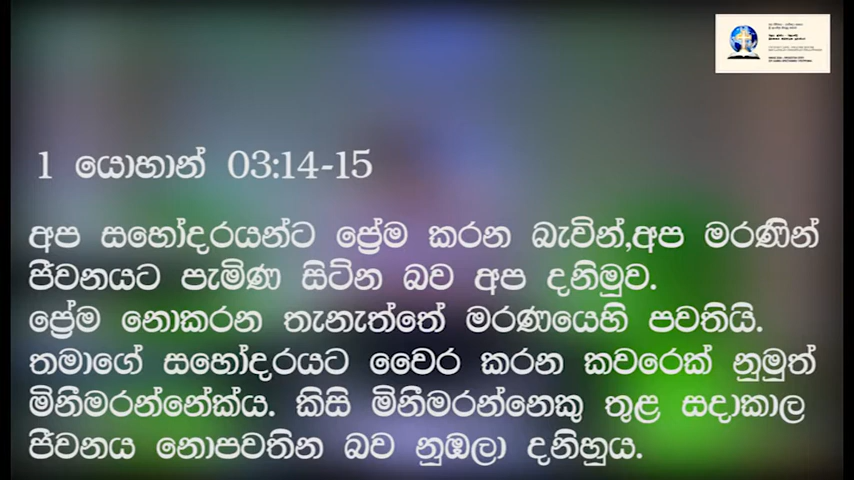 1 යොහාන් 03:14-15
අප සහෝදරයන්ට ප්‍රේම කරන බැවින්,අප මරණින්
ජීවනයට පැමිණ සිටින බව අප දනිමුව.
ප්‍රේම නොකරන තැනැත්තේ මරණයෙහි පවතියි.
තමාගේ සහෝදරයට වෛර කරන කවරෙක් නුමුත්
මිනීමරන්නේක්ය. කිසි මිනීමරන්නෙකු තුළ සදාකාල
ජීවනය නොපවතින බව නුඹලා දනිහුය.